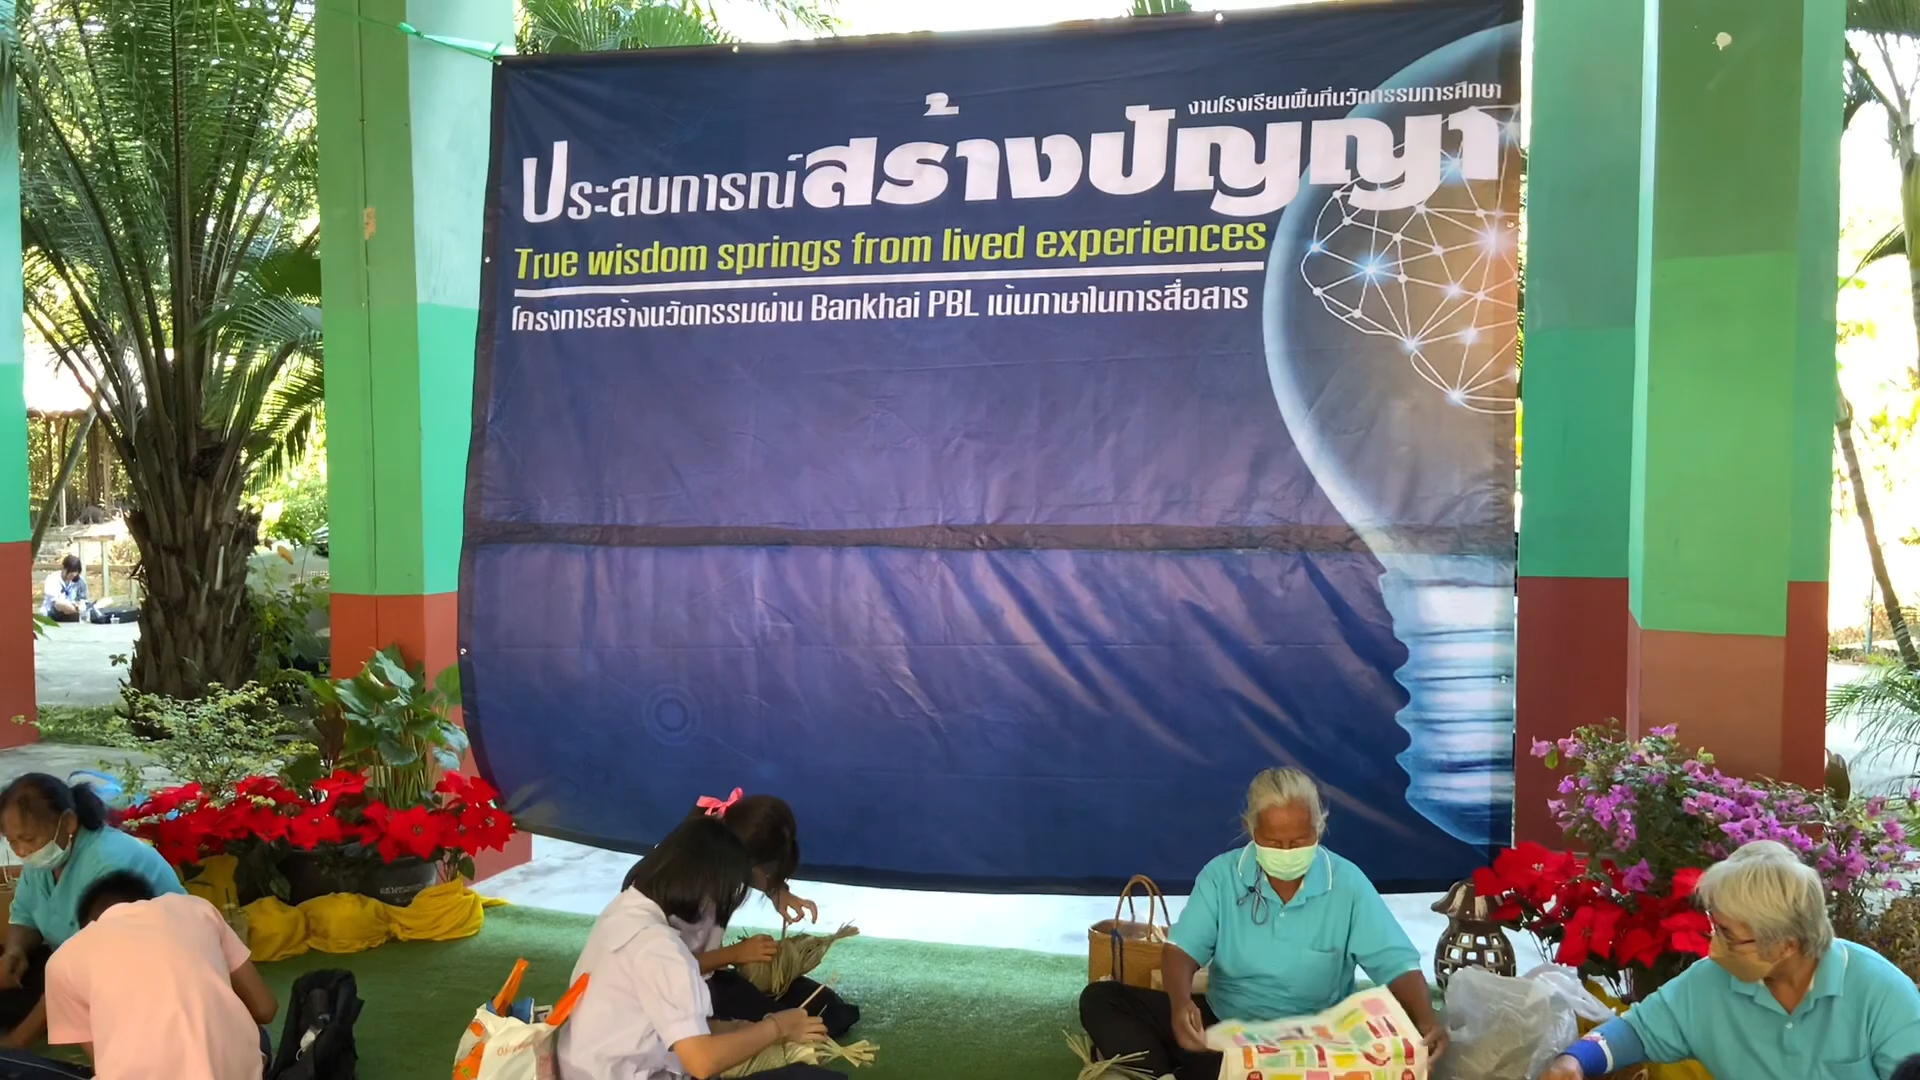 งานโรงเรียนพื้นที่นวัตกรรมการศึกษา
ประสบการณ์สร้างปัญญา
True wisdom springs from lived experiences
โครงการสร้างนวัตกรรมผ่าน Bankhai PBL เน้นภาษาในการสื่อสาร